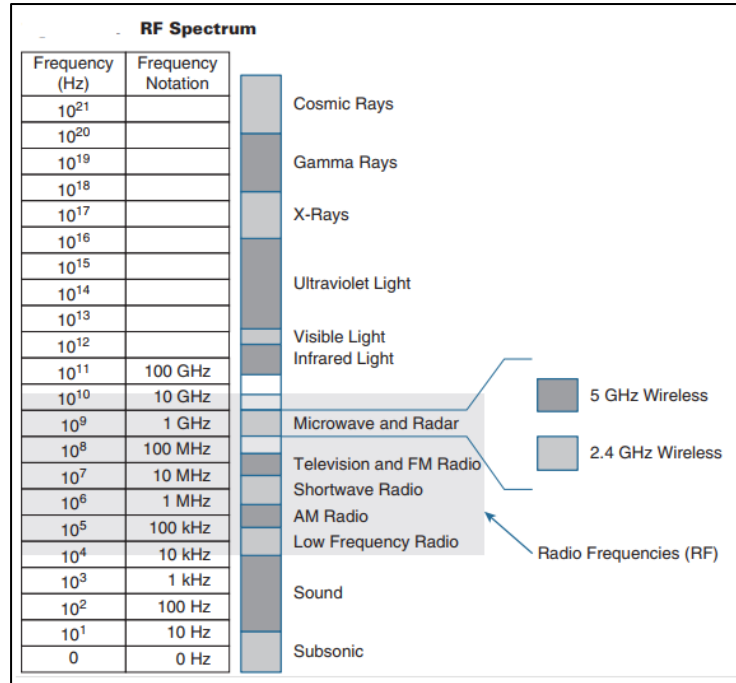 RF Spectrum
Frequency (Hz) Frequency Notation
10²¹
10²⁰
10¹⁹
10¹⁸
10¹⁷
10¹⁶
10¹⁵
10¹⁴
10¹³
10¹²
10¹¹ 100 GHz
10¹⁰ 10 GHz
10⁹ 1 GHz
10⁸ 100 MHz
10⁷ 10 MHz
10⁶ 1 MHz
10⁵ 100 kHz
10⁴ 10 kHz
10³ 1 kHz
10² 100 Hz
10¹ 10 Hz
0 0 Hz
Cosmic Rays
Gamma Rays
X-Rays
Ultraviolet Light
Visible Light
Infrared Light
Microwave and Radar
Television and FM Radio
Shortwave Radio
AM Radio
Low Frequency Radio
Sound
Subsonic
5 GHz Wireless
2.4 GHz Wireless
Radio Frequencies (RF)